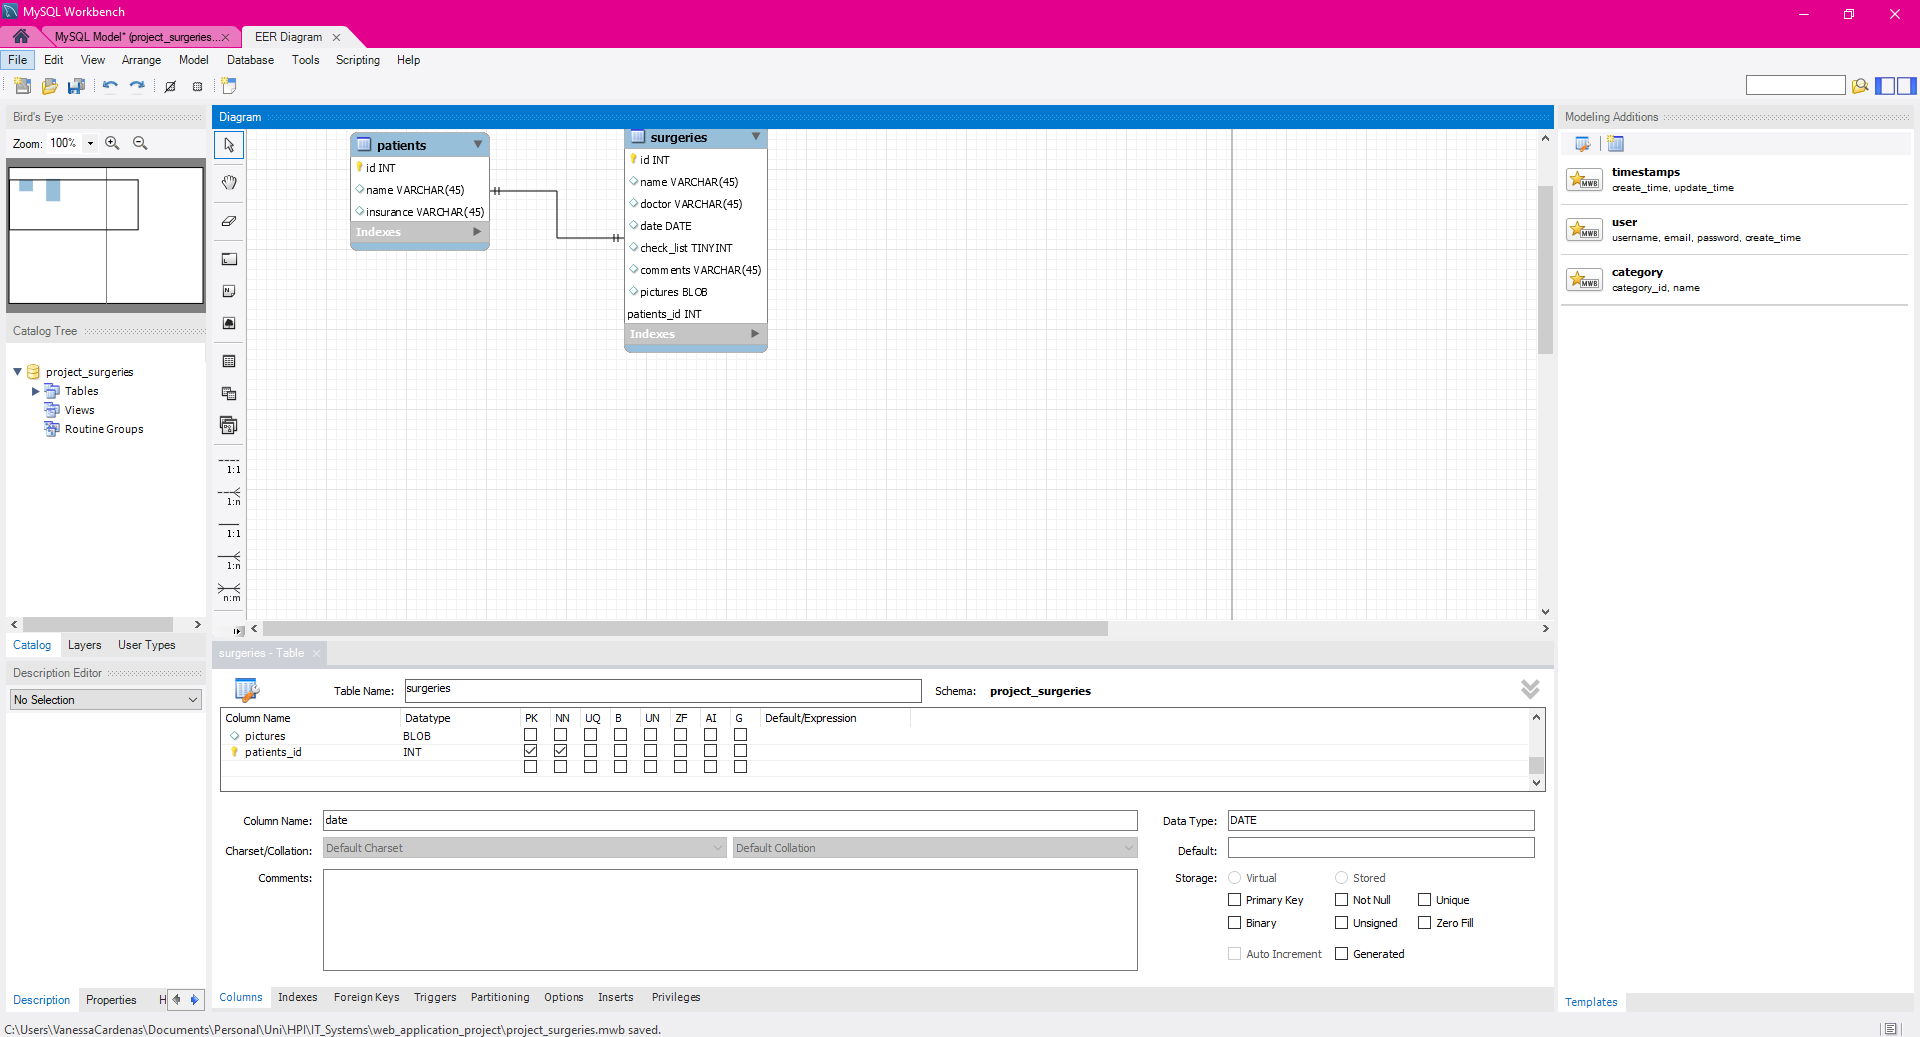 MySQL Workbench
MySQL Model* (project_surgeries...
EER Diagram
File Edit View Arrange Model Database Tools Scripting Help
Bird's Eye
Zoom: 100%
Catalog Tree
project_surgeries
Tables
Views
Routine Groups
Catalog Layers User Types
Description Editor
No Selection
Description Properties H
Diagram
1:1
1:n
1:1
1:n
n:m
patients
id INT
name VARCHAR(45)
insurance VARCHAR(45)
Indexes
surgeries
id INT
name VARCHAR(45)
doctor VARCHAR(45)
date DATE
check_list TINYINT
comments VARCHAR(45)
pictures BLOB
patients_id INT
Indexes
surgeries - Table
Table Name: surgeries Schema: project_surgeries
Column Name Datatype PK NN UQ B UN ZF AI G Default/Expression
pictures BLOB
patients_id INT
Column Name: date Data Type: DATE
Charset/Collation: Default Charset Default Collation Default:
Comments: Storage: Virtual Stored
Primary Key Not Null Unique
Binary Unsigned Zero Fill
Auto Increment Generated
Columns Indexes Foreign Keys Triggers Partitioning Options Inserts Privileges
Modeling Additions
MWB
timestamps
create_time, update_time
MWB
user
username, email, password, create_time
MWB
category
category_id, name
Templates
C:\Users\VanessaCardenas\Documents\Personal\Uni\HPI\IT_Systems\web_application_project\project_surgeries.mwb saved.